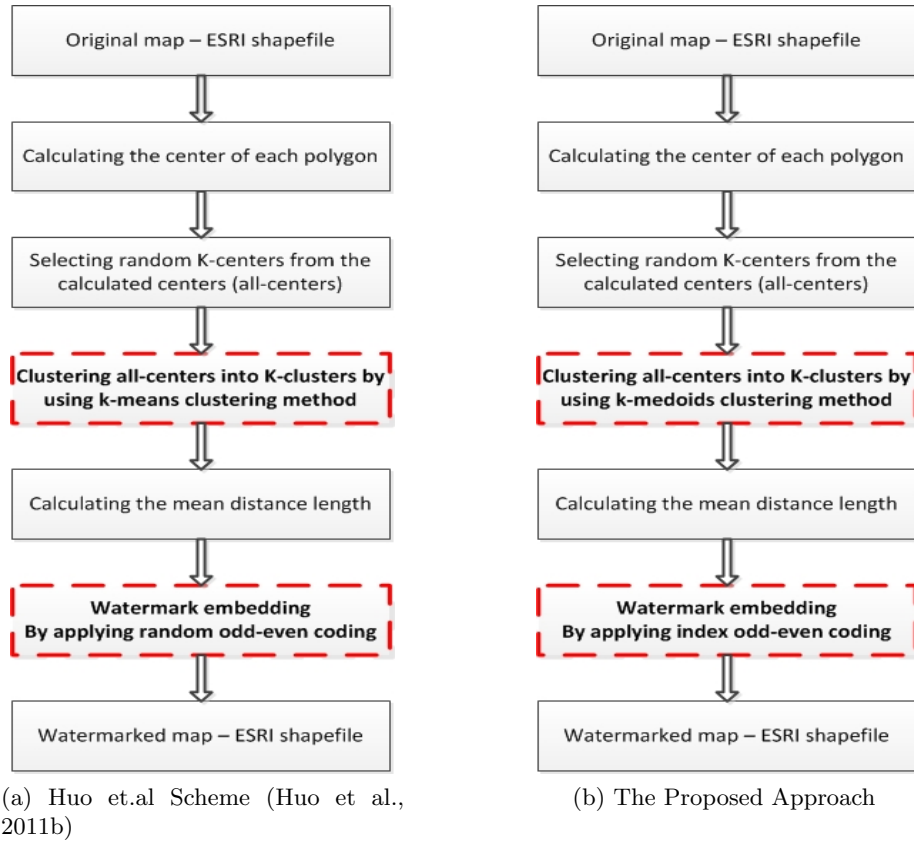 Original map – ESRI shapefile
Calculating the center of each polygon
Selecting random K-centers from the
calculated centers (all-centers)
Clustering all-centers into K-clusters by
using k-means clustering method
Calculating the mean distance length
Watermark embedding
By applying random odd-even coding
Watermarked map – ESRI shapefile
(a) Huo et.al Scheme (Huo et al.,
2011b)
Original map – ESRI shapefile
Calculating the center of each polygon
Selecting random K-centers from the
calculated centers (all-centers)
Clustering all-centers into K-clusters by
using k-medoids clustering method
Calculating the mean distance length
Watermark embedding
By applying index odd-even coding
Watermarked map – ESRI shapefile
(b) The Proposed Approach